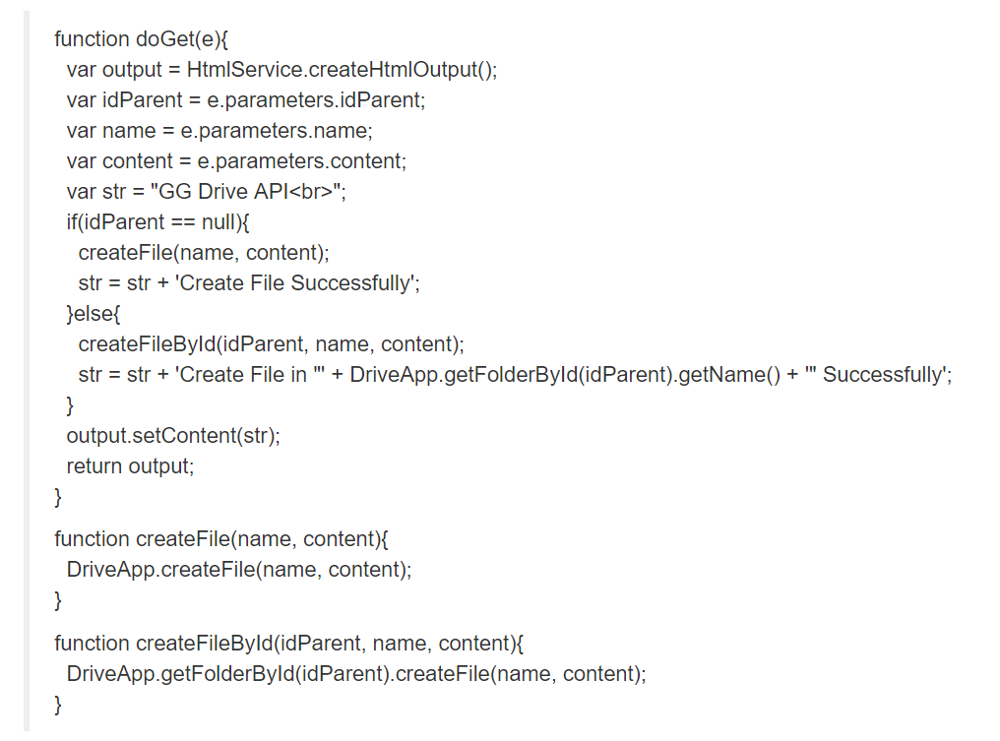 function doGet(e){
var output = HtmlService.createHtmlOutput();
var idParent = e.parameters.idParent;
var name = e.parameters.name;
var content = e.parameters.content;
var str = "GG Drive API<br>";
if(idParent == null){
createFile(name, content);
str = str + 'Create File Successfully';
}else{
createFileById(idParent, name, content);
str = str + 'Create File in "' + DriveApp.getFolderById(idParent).getName() + '" Successfully';
}
output.setContent(str);
return output;
}
function createFile(name, content){
DriveApp.createFile(name, content);
}
function createFileById(idParent, name, content){
DriveApp.getFolderById(idParent).createFile(name, content);
}